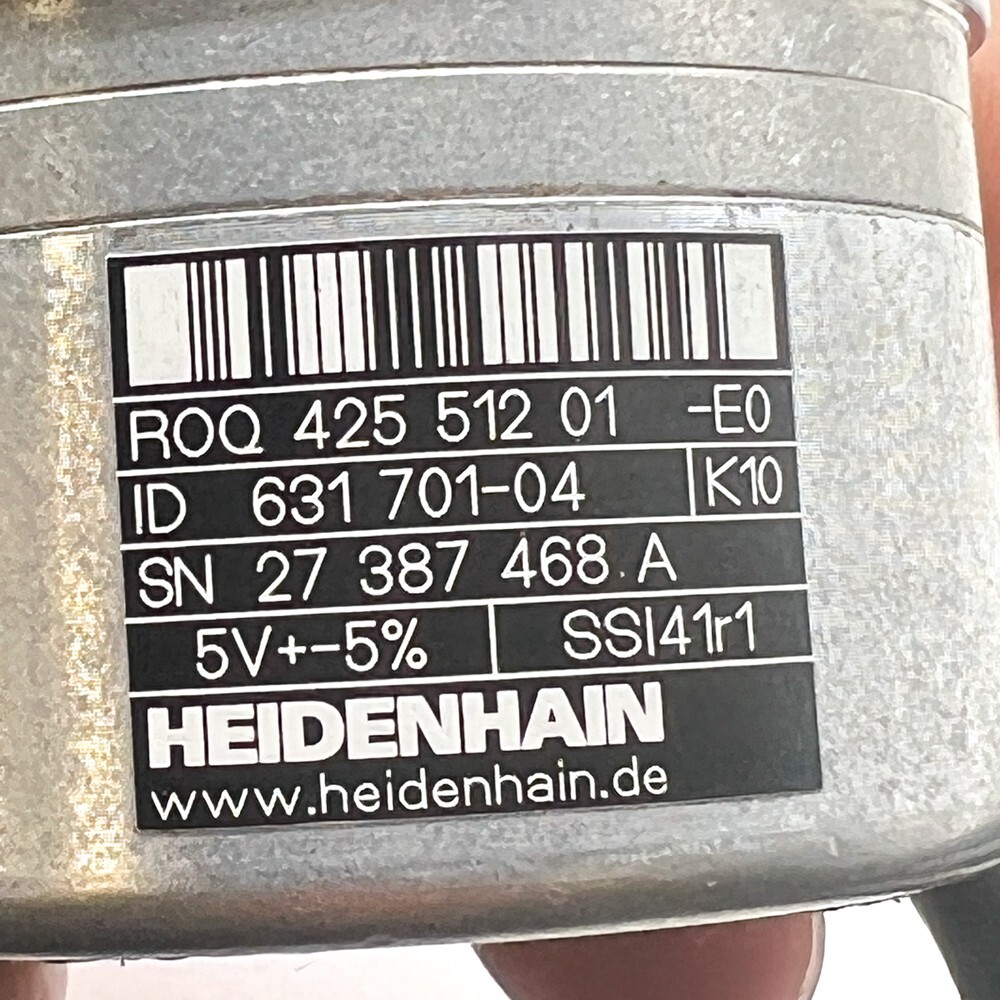 ROQ 425 512 01 -E0
ID 631 701-04 K10
SN 27 387 468 A
5V+-5% SSI41r1
HEIDENHAIN
www.heidenhain.de